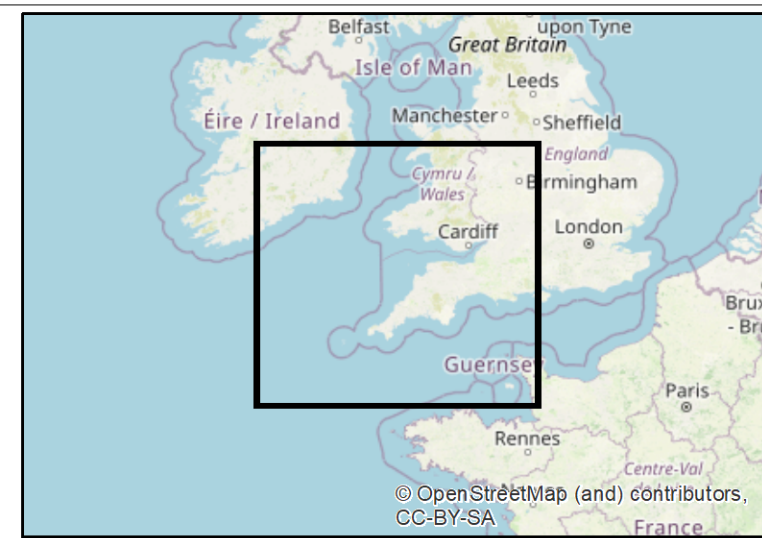 Belfast
upon Tyne
Great Britain
Isle of Man
Leeds
Éire / Ireland
Manchester
Sheffield
England
Cymru /
Wales
Birmingham
Cardiff
London
Brux
- Bru
Guernsey
Paris
Rennes
Centre-Val
© OpenStreetMap (and) contributors,
CC-BY-SA
France